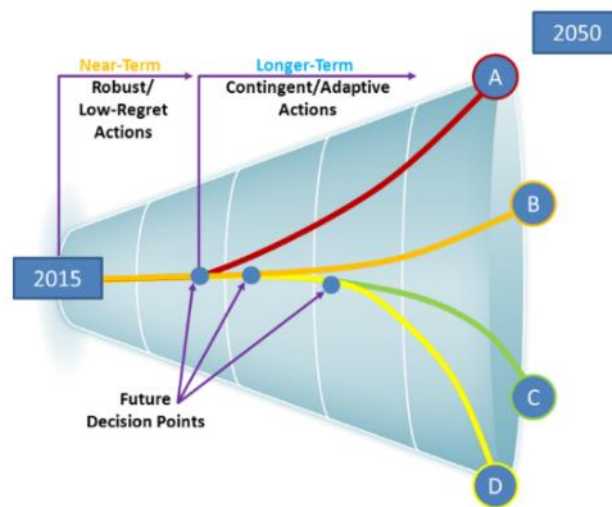 2050
Near-Term
Robust/
Low-Regret
Actions
Longer-Term
Contingent/Adaptive
Actions
A
B
2015
C
Future
Decision Points
D